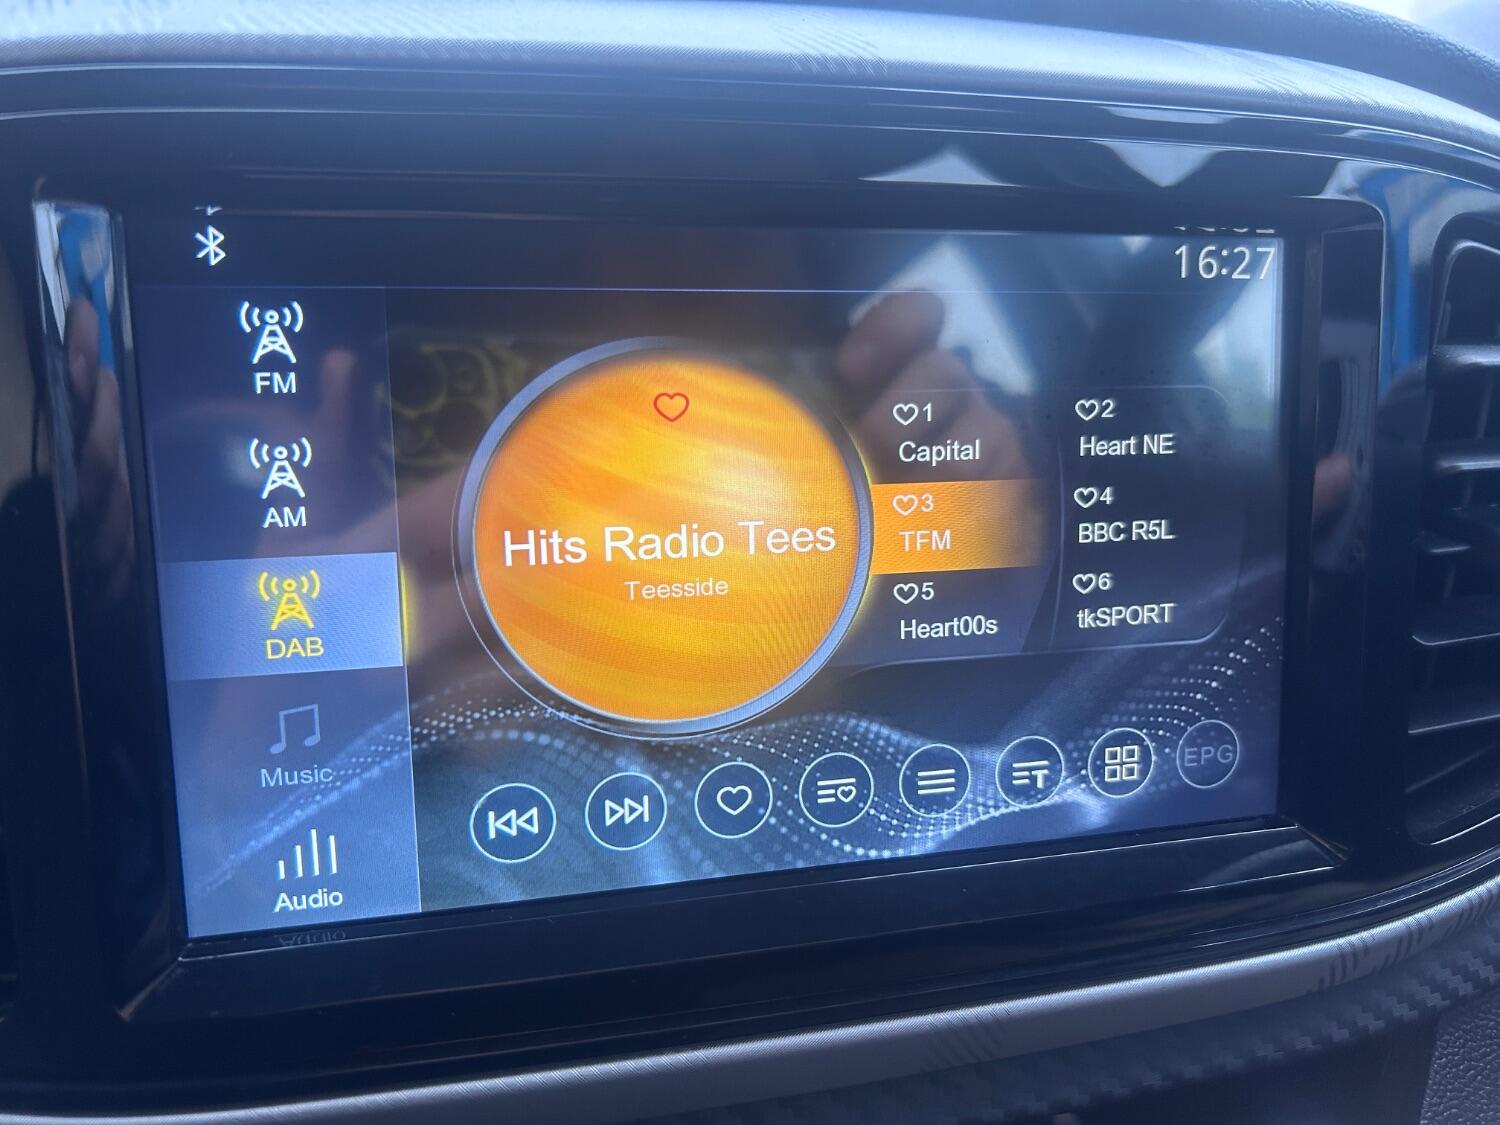 16:27
FM
AM
DAB
Music
Audio
Hits Radio Tees
Teesside
1
Capital
2
Heart NE
3
TFM
4
BBC R5L
5
Heart00s
6
tkSPORT
T
EPG